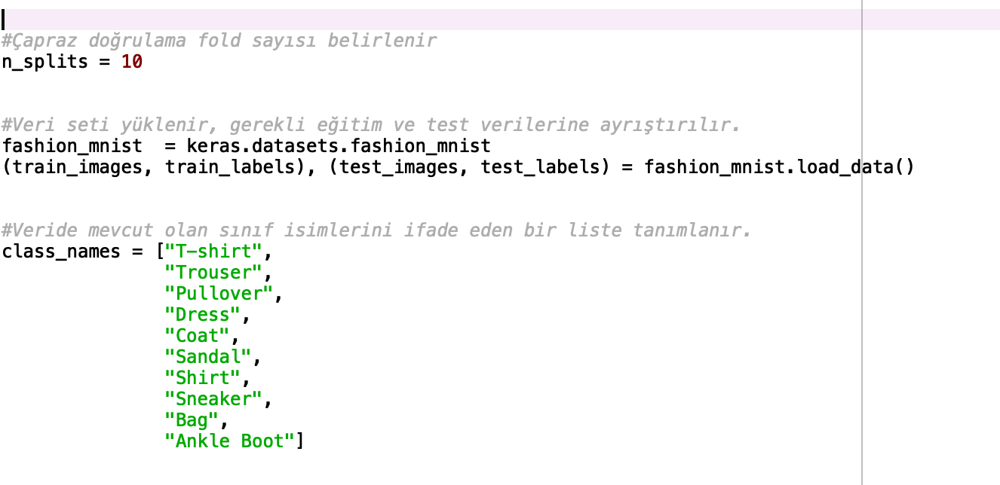 #Çapraz doğrulama fold sayısı belirlenir
n_splits = 10
#Veri seti yüklenir, gerekli eğitim ve test verilerine ayrıştırılır.
fashion_mnist  = keras.datasets.fashion_mnist
(train_images, train_labels), (test_images, test_labels) = fashion_mnist.load_data()
#Veride mevcut olan sınıf isimlerini ifade eden bir liste tanımlanır.
class_names = ["T-shirt",
"Trouser",
"Pullover",
"Dress",
"Coat",
"Sandal",
"Shirt",
"Sneaker",
"Bag",
"Ankle Boot"]